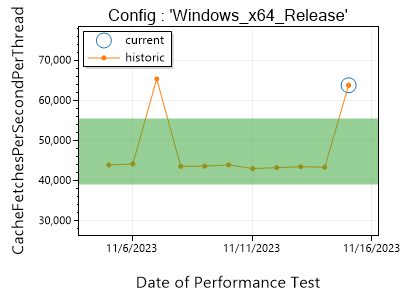 Config : 'Windows_x64_Release'
current
historic
CacheFetchesPerSecondPerThread
70,000
60,000
50,000
40,000
30,000
11/6/2023
11/11/2023
11/16/2023
Date of Performance Test